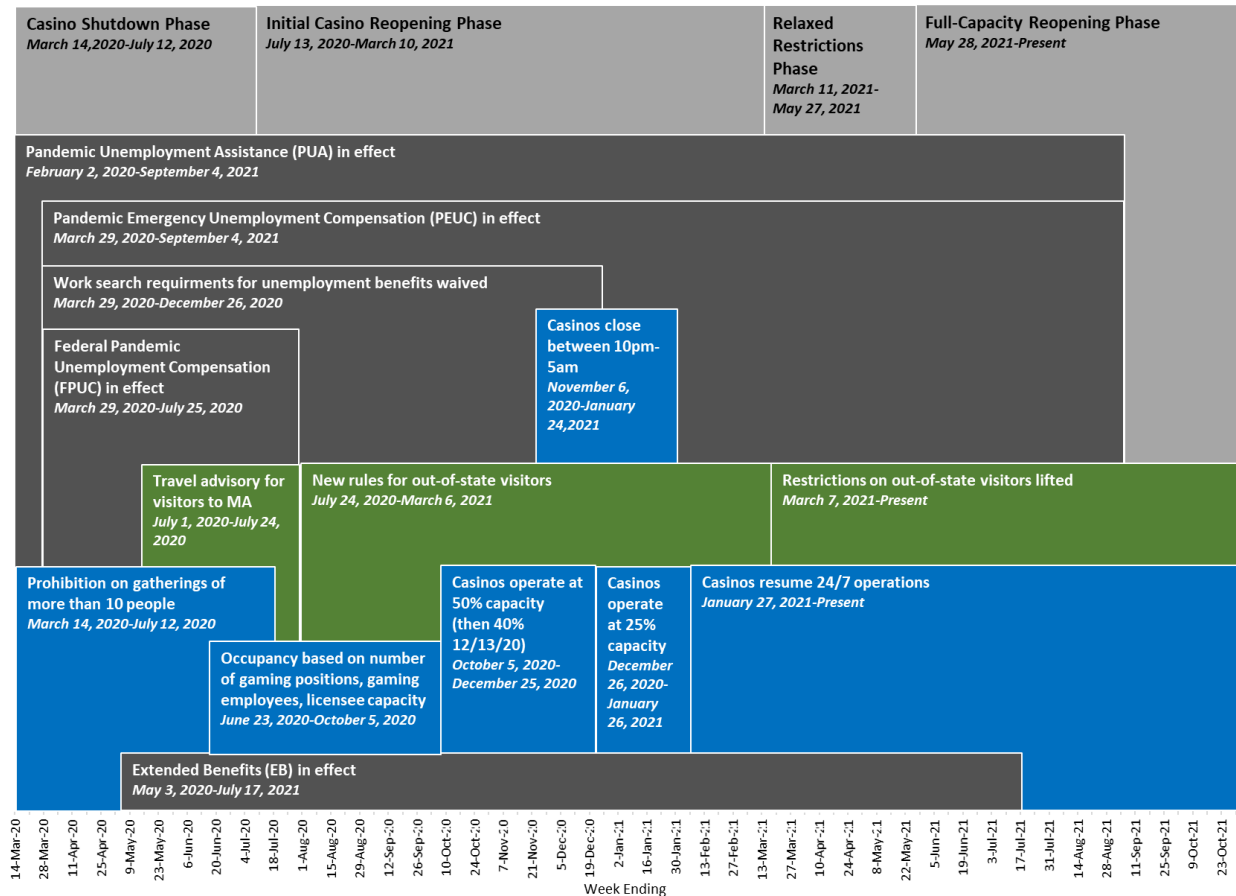 Casino Shutdown Phase
March 14,2020-July 12, 2020
Initial Casino Reopening Phase
July 13, 2020-March 10, 2021
Relaxed
Restrictions
Phase
March 11, 2021-
May 27, 2021
Full-Capacity Reopening Phase
May 28, 2021-Present
Pandemic Unemployment Assistance (PUA) in effect
February 2, 2020-September 4, 2021
Pandemic Emergency Unemployment Compensation (PEUC) in effect
March 29, 2020-September 4, 2021
Work search requirments for unemployment benefits waived
March 29, 2020-December 26, 2020
Casinos close
between 10pm-
5am
November 6,
2020-January
24,2021
Federal Pandemic
Unemployment Compensation
(FPUC) in effect
March 29, 2020-July 25, 2020
Travel advisory for
visitors to MA
July 1, 2020-July 24,
2020
New rules for out-of-state visitors
July 24, 2020-March 6, 2021
Restrictions on out-of-state visitors lifted
March 7, 2021-Present
Prohibition on gatherings of
more than 10 people
March 14, 2020-July 12, 2020
Occupancy based on number
of gaming positions, gaming
employees, licensee capacity
June 23, 2020-October 5, 2020
Casinos operate at
50% capacity
(then 40%
12/13/20)
October 5, 2020-
December 25, 2020
Casinos
operate
at 25%
capacity
December
26, 2020-
January
26, 2021
Casinos resume 24/7 operations
January 27, 2021-Present
Extended Benefits (EB) in effect
May 3, 2020-July 17, 2021
14-Mar-20
28-Mar-20
11-Apr-20
25-Apr-20
9-May-20
23-May-20
6-Jun-20
20-Jun-20
4-Jul-20
18-Jul-20
1-Aug-20
15-Aug-20
29-Aug-20
12-Sep-20
26-Sep-20
10-Oct-20
24-Oct-20
7-Nov-20
21-Nov-20
5-Dec-20
19-Dec-20
2-Jan-21
16-Jan-21
30-Jan-21
13-Feb-21
27-Feb-21
13-Mar-21
27-Mar-21
10-Apr-21
24-Apr-21
8-May-21
22-May-21
5-Jun-21
19-Jun-21
3-Jul-21
17-Jul-21
31-Jul-21
14-Aug-21
28-Aug-21
11-Sep-21
25-Sep-21
9-Oct-21
23-Oct-21
Week Ending